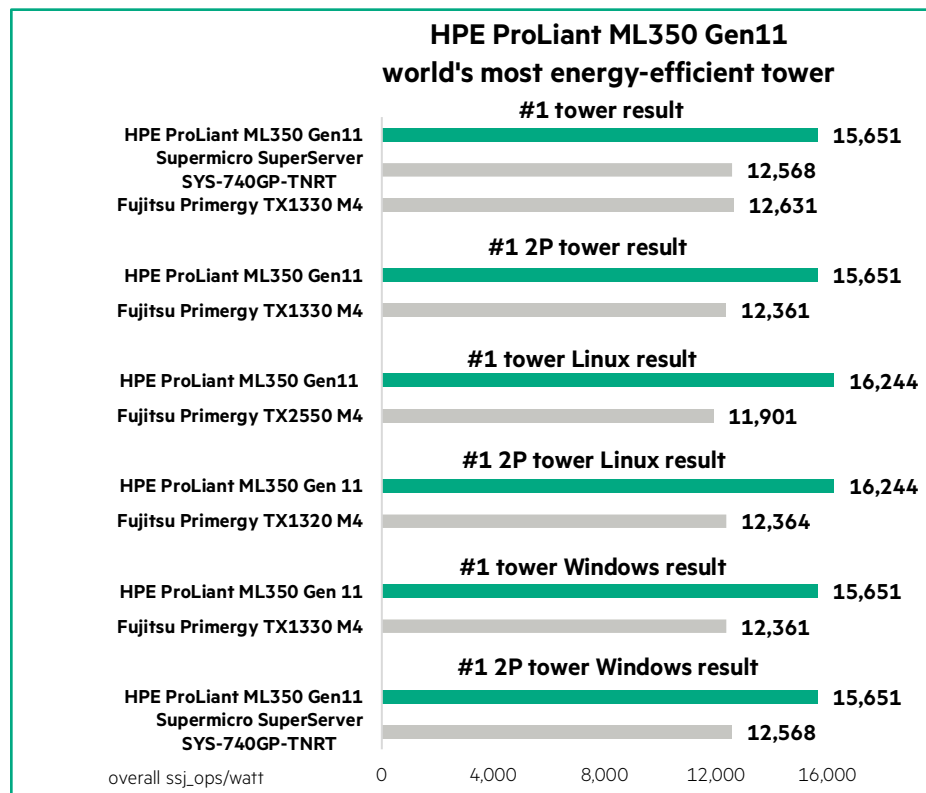 HPE ProLiant ML350 Gen11
world's most energy-efficient tower
#1 tower result
HPE ProLiant ML350 Gen11 15,651
Supermicro SuperServer
SYS-740GP-TNRT 12,568
Fujitsu Primergy TX1330 M4 12,631
#1 2P tower result
HPE ProLiant ML350 Gen11 15,651
Fujitsu Primergy TX1330 M4 12,361
#1 tower Linux result
HPE ProLiant ML350 Gen11 16,244
Fujitsu Primergy TX2550 M4 11,901
#1 2P tower Linux result
HPE ProLiant ML350 Gen 11 16,244
Fujitsu Primergy TX1320 M4 12,364
#1 tower Windows result
HPE ProLiant ML350 Gen 11 15,651
Fujitsu Primergy TX1330 M4 12,361
#1 2P tower Windows result
HPE ProLiant ML350 Gen11 15,651
Supermicro SuperServer
SYS-740GP-TNRT 12,568
overall ssj_ops/watt 0 4,000 8,000 12,000 16,000